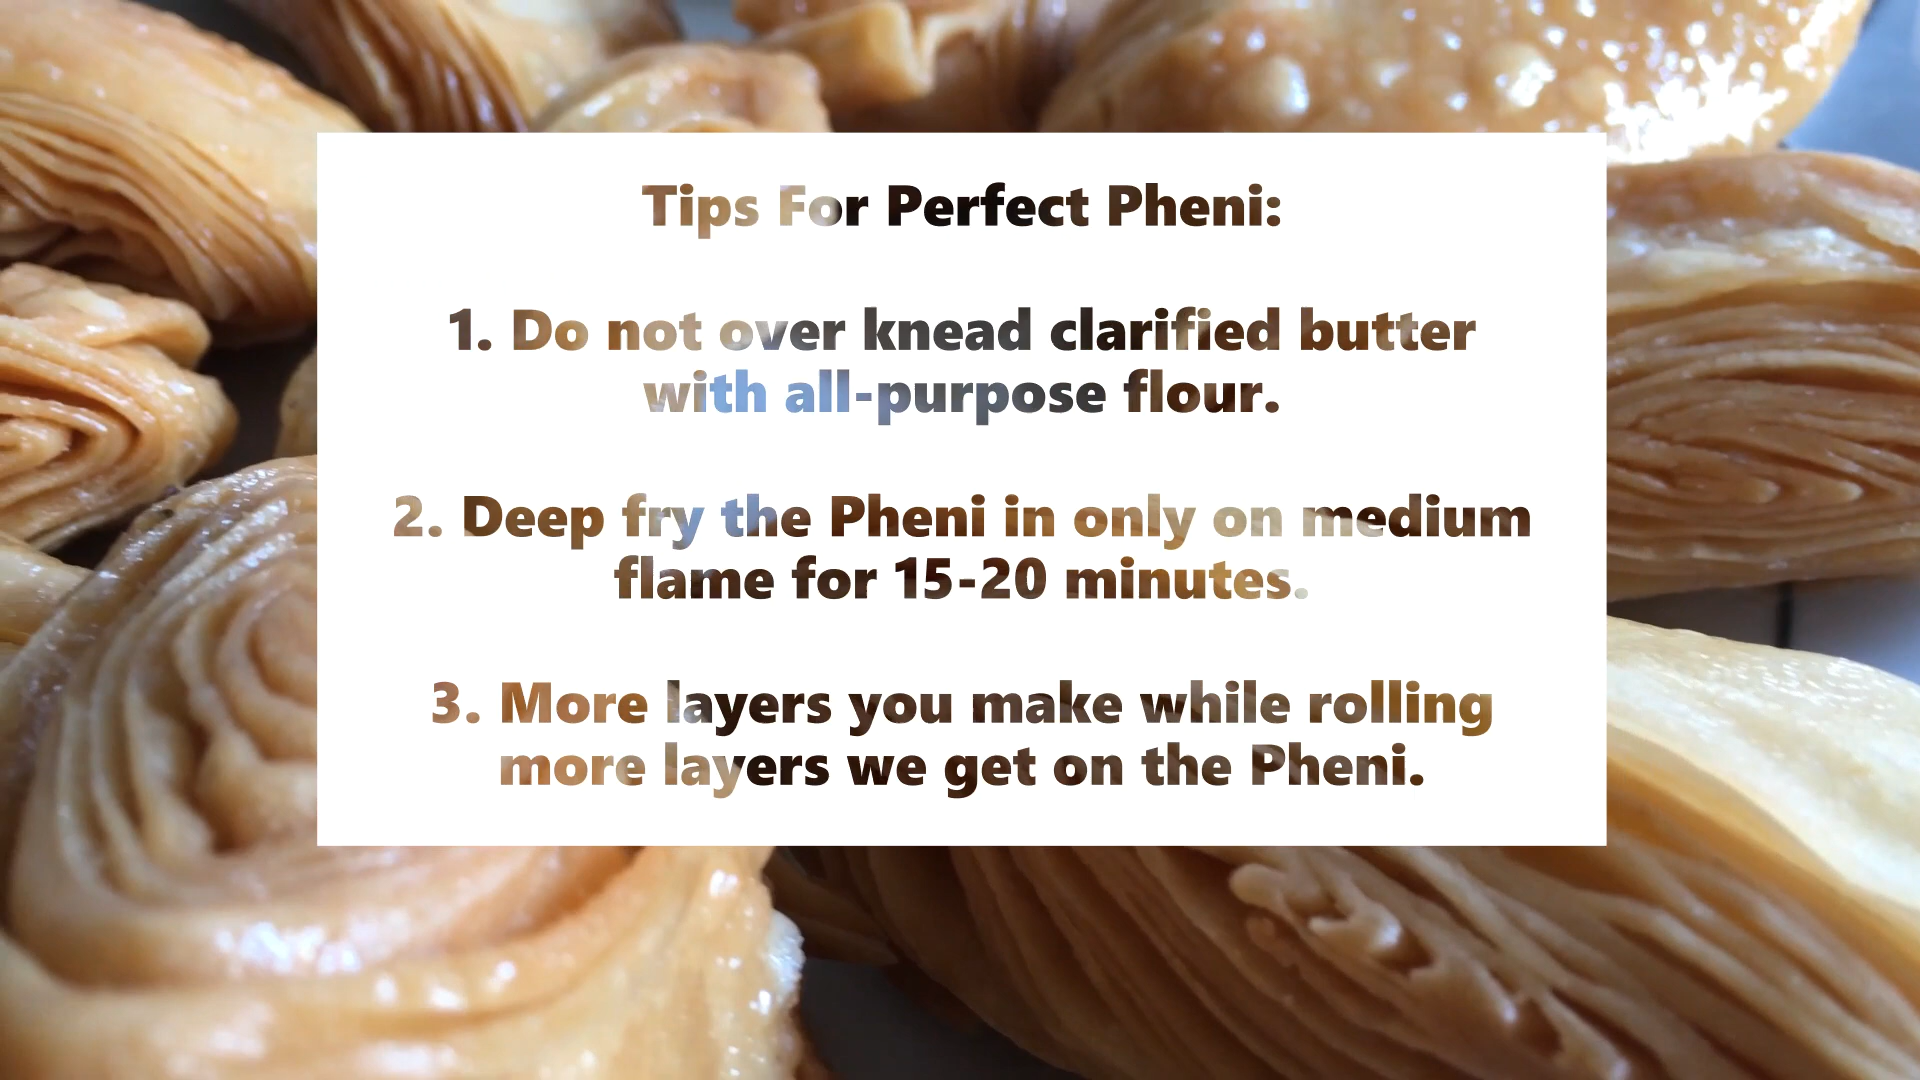 Tips For Perfect Pheni:
1. Do not over knead clarified butter
with all-purpose flour.
2. Deep fry the Pheni in only on medium
flame for 15-20 minutes.
3. More layers you make while rolling
more layers we get on the Pheni.